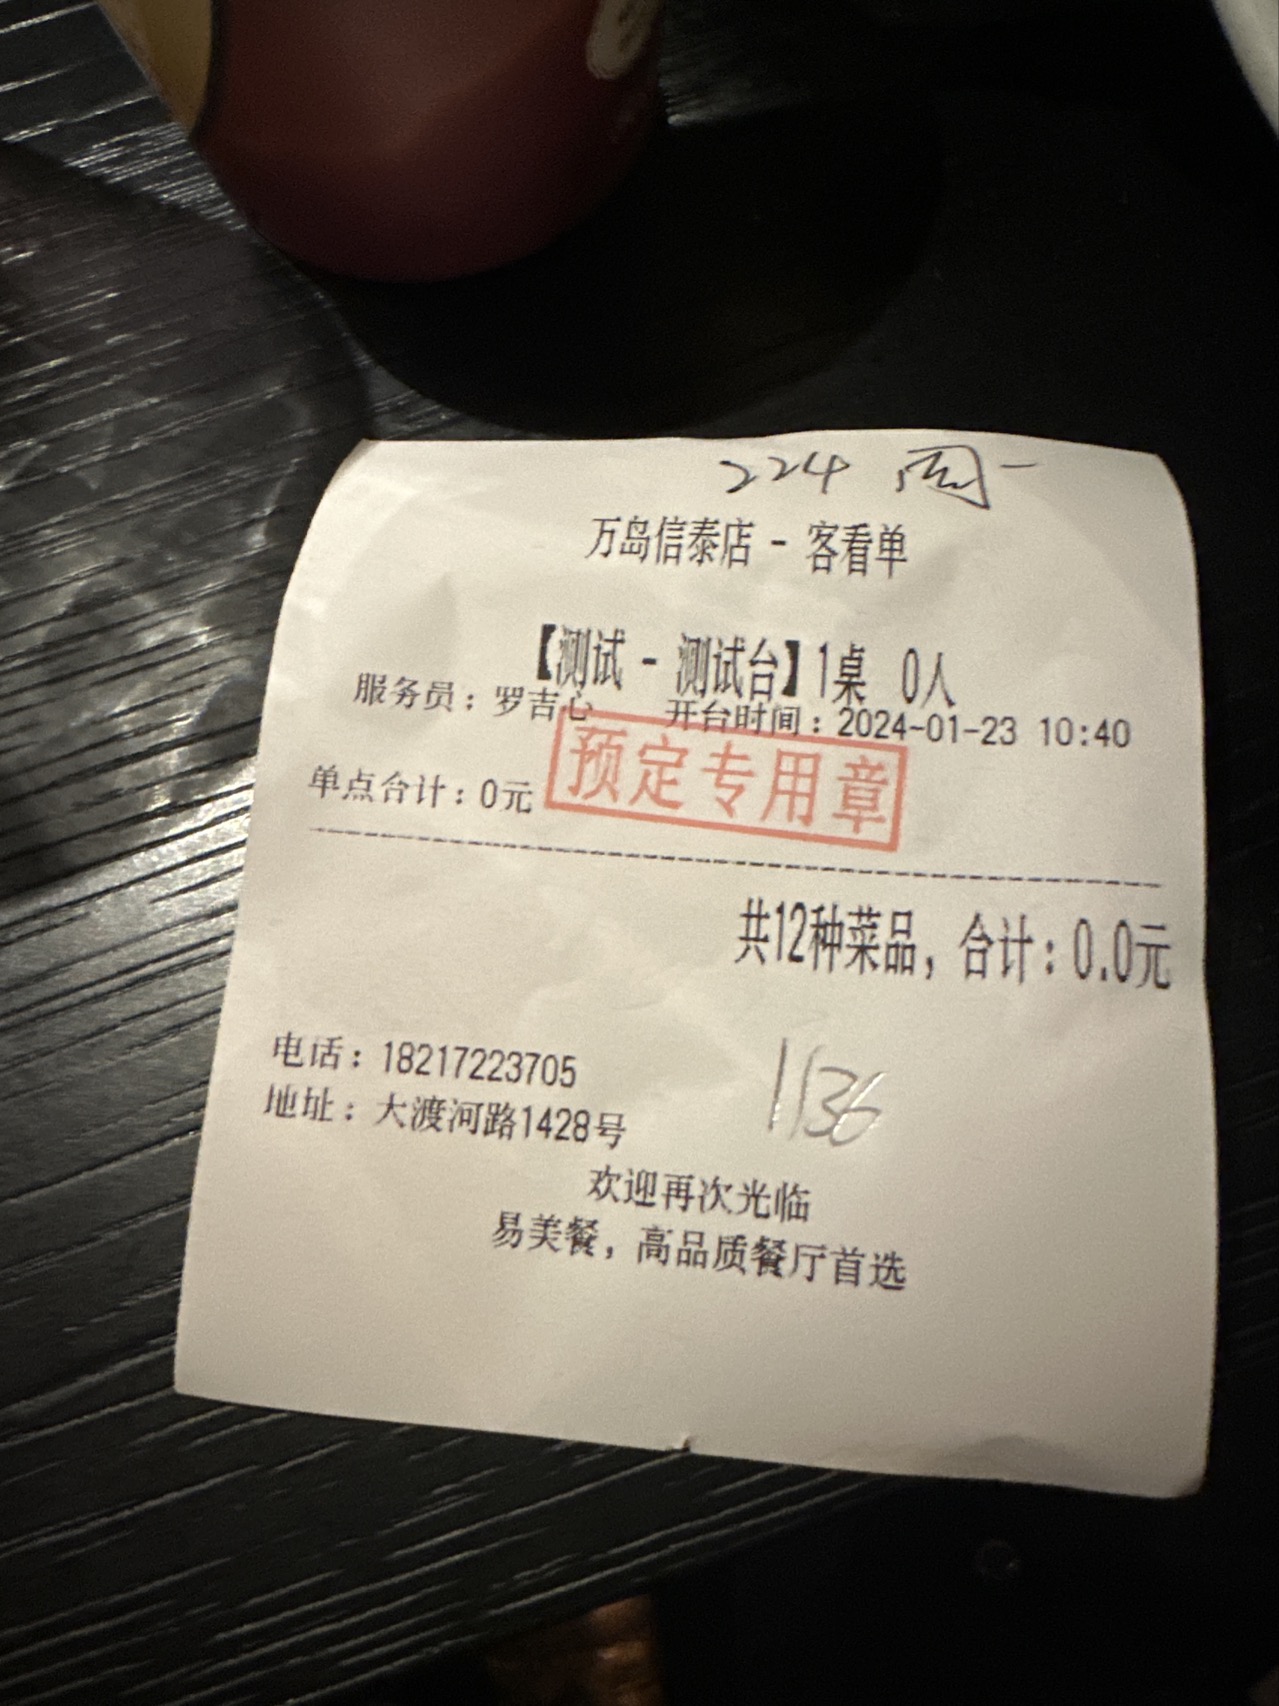 224 周一
万岛信泰店 - 客看单
【测试 - 测试台】1桌 0人
服务员：罗吉心 开台时间：2024-01-23 10:40
预定专用章
单点合计：0元
共12种菜品，合计：0.0元
电话：18217223705
1136
地址：大渡河路1428号
欢迎再次光临
易美餐，高品质餐厅首选